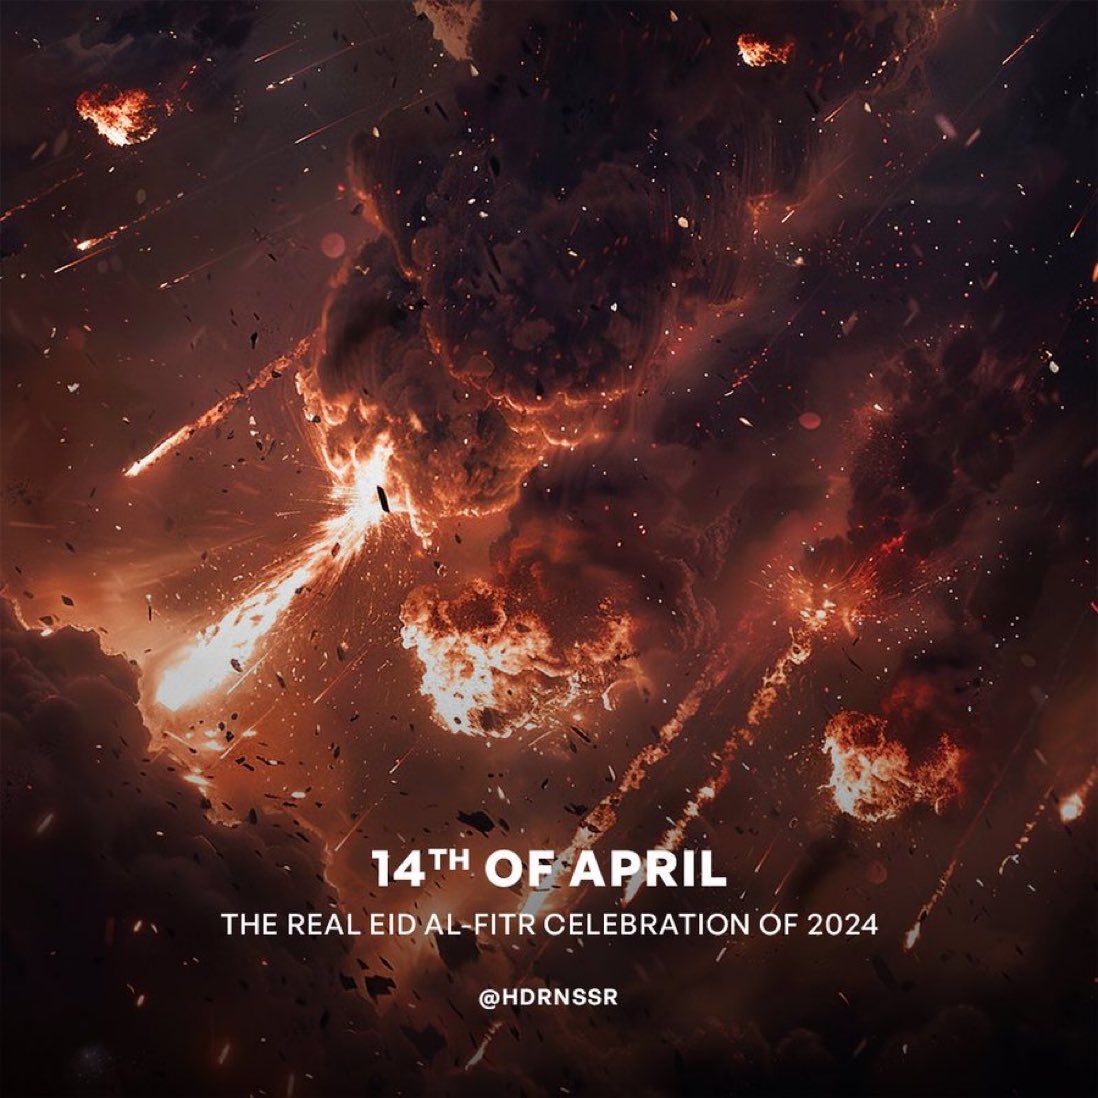 14TH OF APRIL
THE REAL EID AL-FITR CELEBRATION OF 2024
@HDRNSSR